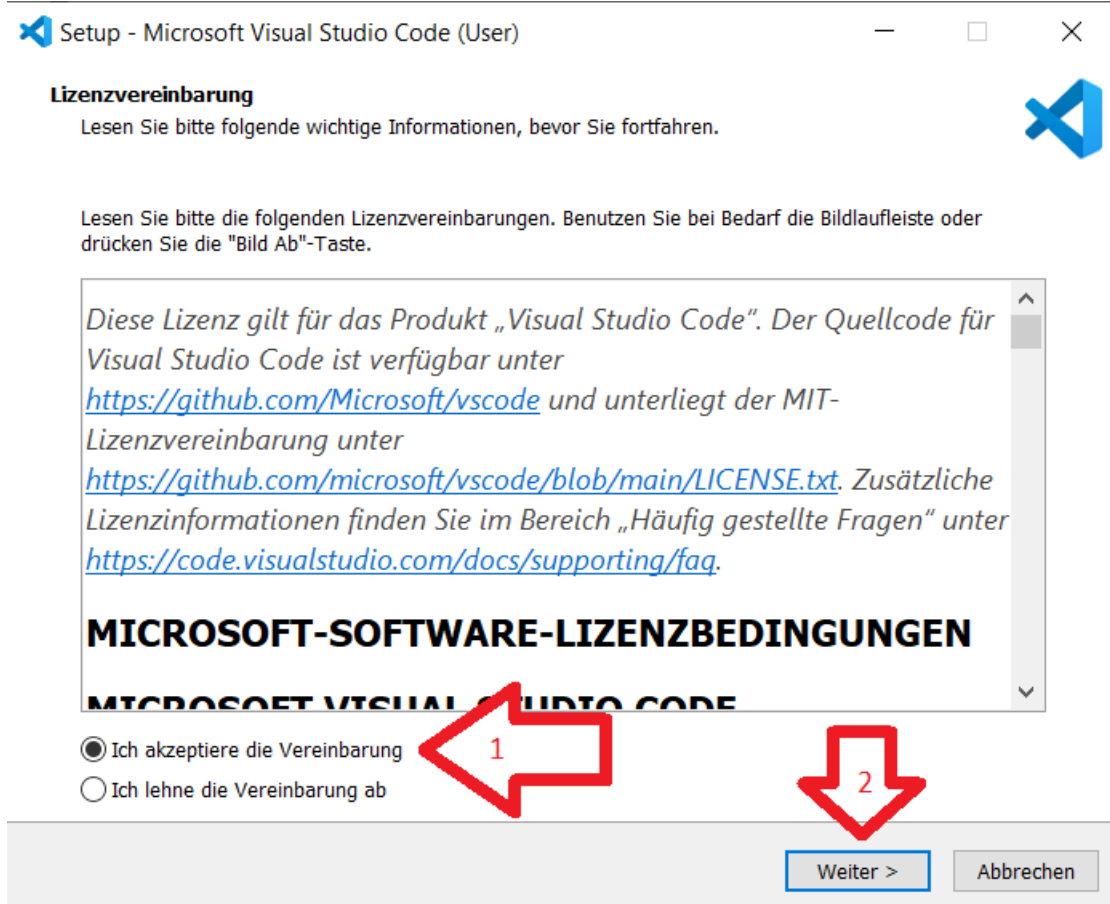 Setup - Microsoft Visual Studio Code (User)
Lizenzvereinbarung
Lesen Sie bitte folgende wichtige Informationen, bevor Sie fortfahren.
Lesen Sie bitte die folgenden Lizenzvereinbarungen. Benutzen Sie bei Bedarf die Bildlaufleiste oder
drücken Sie die "Bild Ab"-Taste.
Diese Lizenz gilt für das Produkt „Visual Studio Code“. Der Quellcode für
Visual Studio Code ist verfügbar unter
https://github.com/Microsoft/vscode und unterliegt der MIT-
Lizenzvereinbarung unter
https://github.com/microsoft/vscode/blob/main/LICENSE.txt. Zusätzliche
Lizenzinformationen finden Sie im Bereich „Häufig gestellte Fragen“ unter
https://code.visualstudio.com/docs/supporting/faq.
MICROSOFT-SOFTWARE-LIZENZBEDINGUNGEN
MICROSOFT VISUAL STUDIO CODE
Ich akzeptiere die Vereinbarung
1
Ich lehne die Vereinbarung ab
2
Weiter >
Abbrechen